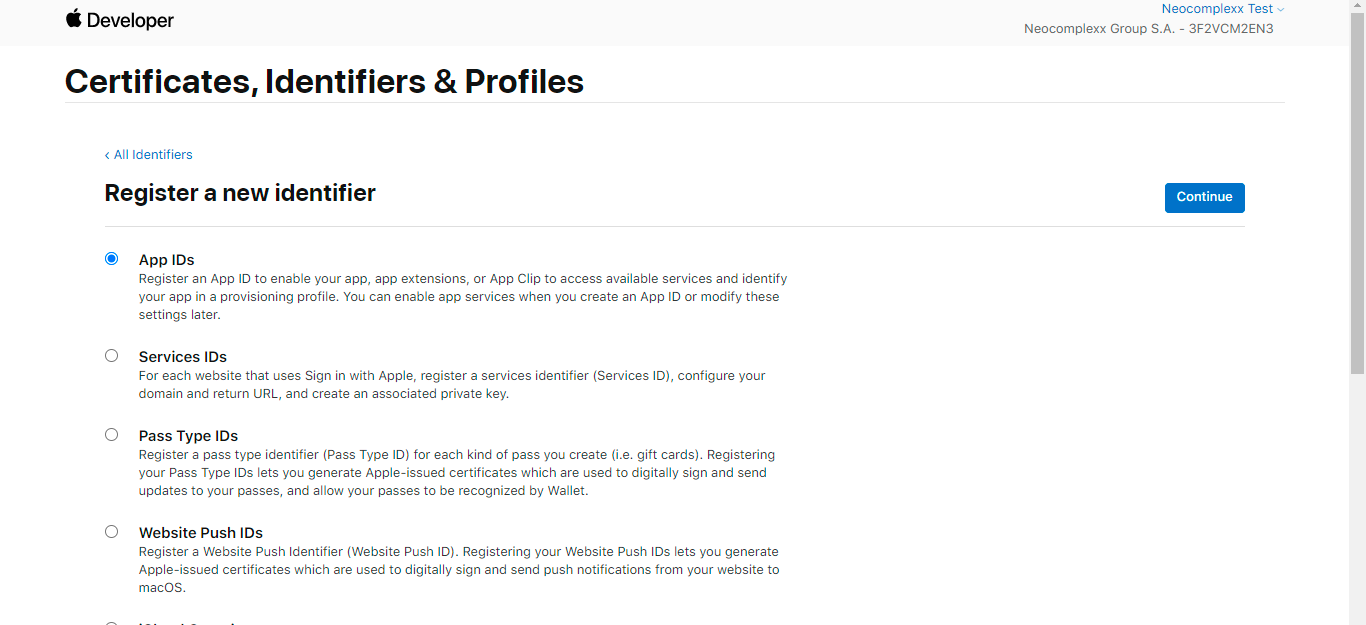 Developer
Neocomplexx Test
Neocomplexx Group S.A. - 3F2VCM2EN3
Certificates, Identifiers & Profiles
‹ All Identifiers
Register a new identifier
Continue
App IDs
Register an App ID to enable your app, app extensions, or App Clip to access available services and identify
your app in a provisioning profile. You can enable app services when you create an App ID or modify these
settings later.
Services IDs
For each website that uses Sign in with Apple, register a services identifier (Services ID), configure your
domain and return URL, and create an associated private key.
Pass Type IDs
Register a pass type identifier (Pass Type ID) for each kind of pass you create (i.e. gift cards). Registering
your Pass Type IDs lets you generate Apple-issued certificates which are used to digitally sign and send
updates to your passes, and allow your passes to be recognized by Wallet.
Website Push IDs
Register a Website Push Identifier (Website Push ID). Registering your Website Push IDs lets you generate
Apple-issued certificates which are used to digitally sign and send push notifications from your website to
macOS.